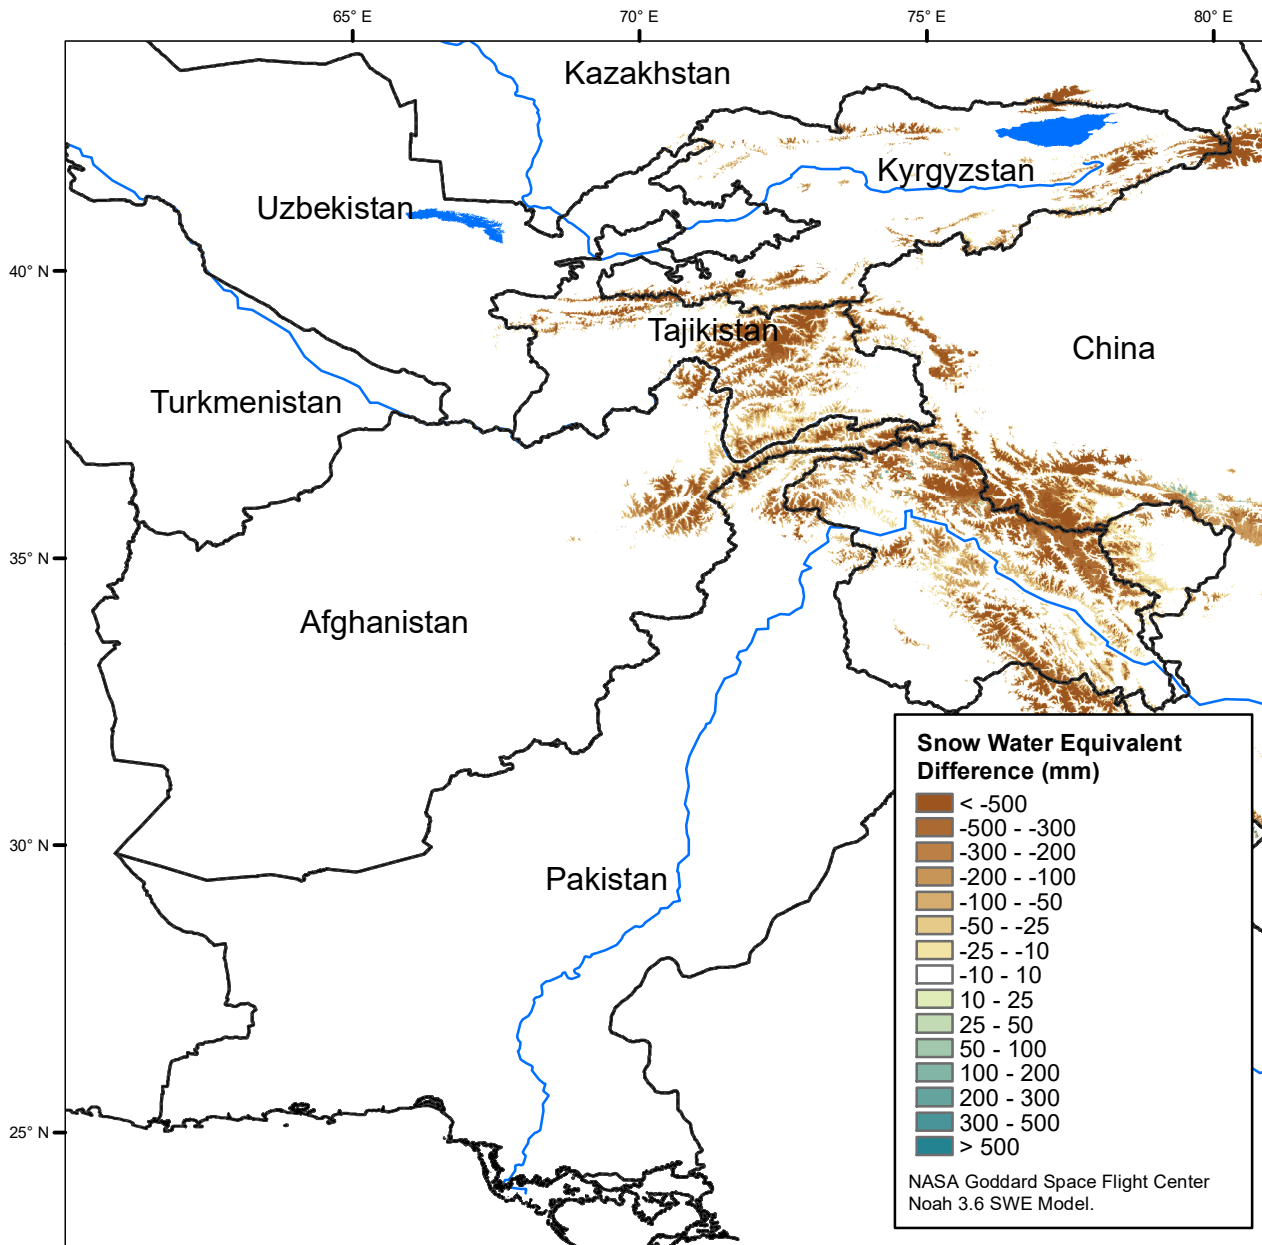 65° E
70° E
75° E
80° E
Kazakhstan
Kyrgyzstan
Uzbekistan
40° N
Tajikistan
China
Turkmenistan
35° N
Afghanistan
30° N
Pakistan
25° N
Snow Water Equivalent
Difference (mm)
< -500
-500 - -300
-300 - -200
-200 - -100
-100 - -50
-50 - -25
-25 - -10
-10 - 10
10 - 25
25 - 50
50 - 100
100 - 200
200 - 300
300 - 500
> 500
NASA Goddard Space Flight Center
Noah 3.6 SWE Model.